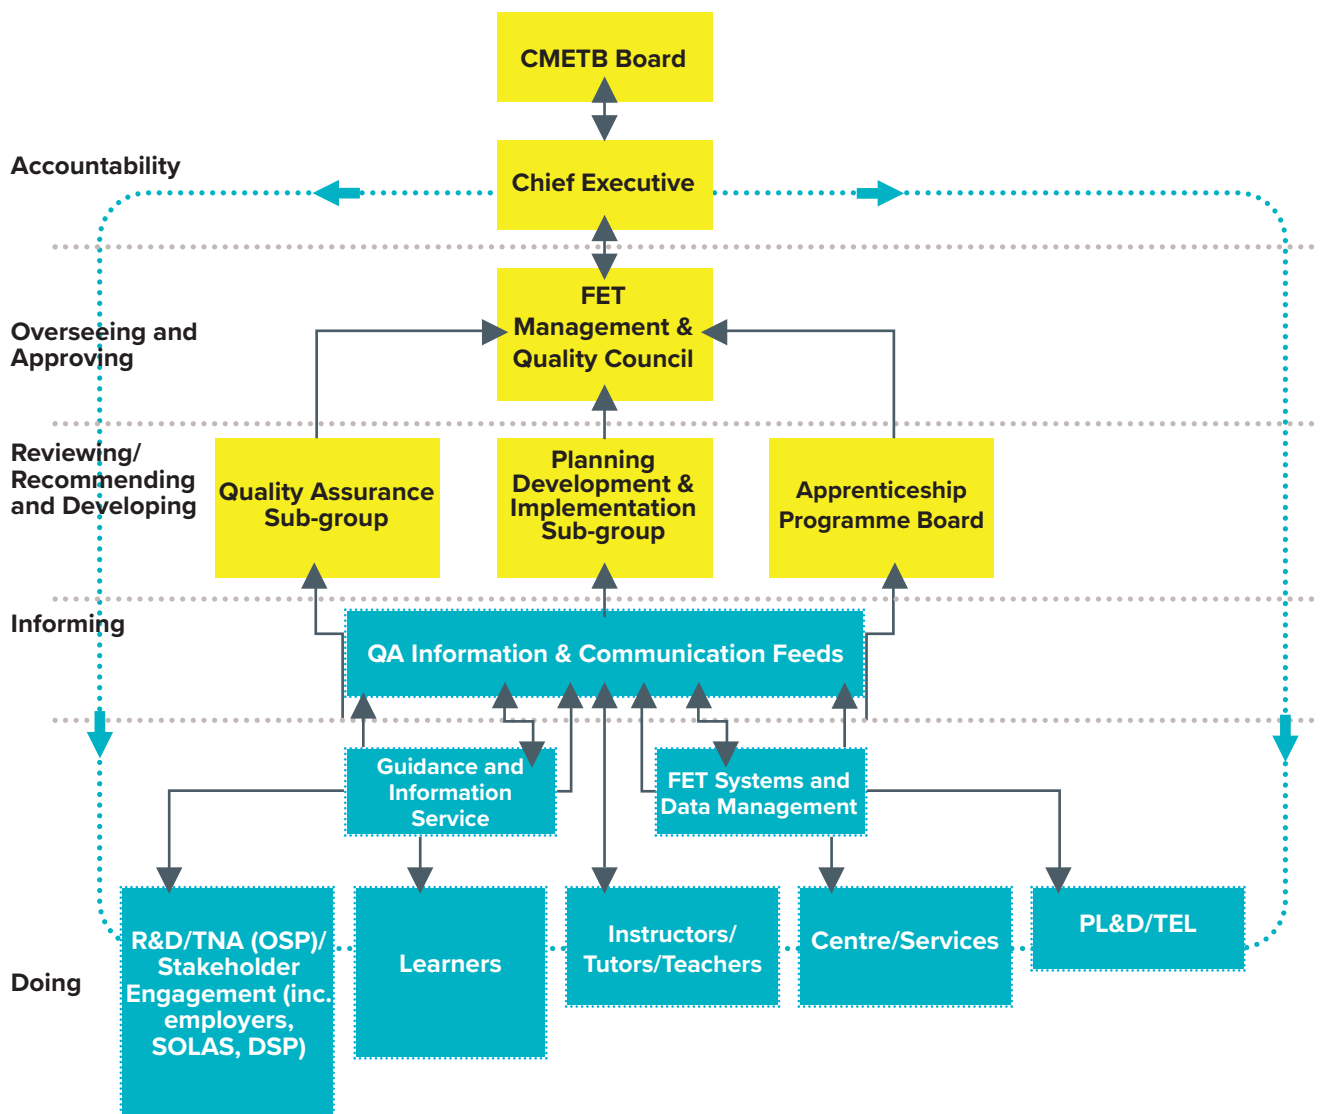 CMETB Board
Accountability
Chief Executive
Overseeing and
Approving
FET
Management &
Quality Council
Reviewing/
Recommending
and Developing
Quality Assurance
Sub-group
Planning
Development &
Implementation
Sub-group
Apprenticeship
Programme Board
Informing
QA Information & Communication Feeds
Guidance and
Information
Service
FET Systems and
Data Management
Doing
R&D/TNA (OSP)/
Stakeholder
Engagement (inc.
employers,
SOLAS, DSP)
Learners
Instructors/
Tutors/Teachers
Centre/Services
PL&D/TEL